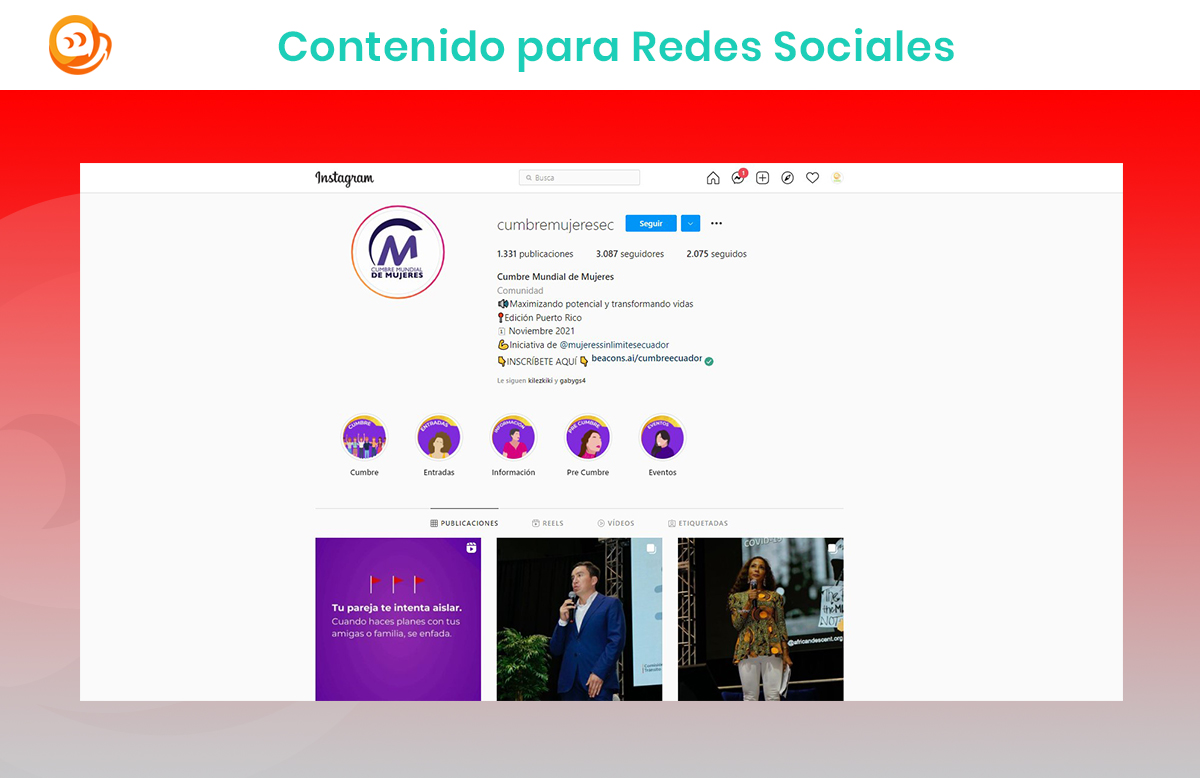 Contenido para Redes Sociales
Instagram
Busca
1
cumbremujeresec
Seguir
1.331 publicaciones 3.087 seguidores 2.075 seguidos
M
CUMBRE MUNDIAL
DE MUJERES
Cumbre Mundial de Mujeres
Comunidad
🔊Maximizando potencial y transformando vidas
📍Edición Puerto Rico
🗓 Noviembre 2021
💪Iniciativa de @mujeressinlimitesecuador
👇INSCRÍBETE AQUÍ 👇 beacons.ai/cumbreecuador
Le siguen kilezkiki y gabygs4
CUMBRE
ENTRADAS
INFORMACIÓN
PRE CUMBRE
EVENTOS
Cumbre
Entradas
Información
Pre Cumbre
Eventos
PUBLICACIONES
REELS
VÍDEOS
ETIQUETADAS
Tu pareja te intenta aislar.
Cuando haces planes con tus
amigas o familia, se enfada.
COVID-19
NOT
@africandescent.org